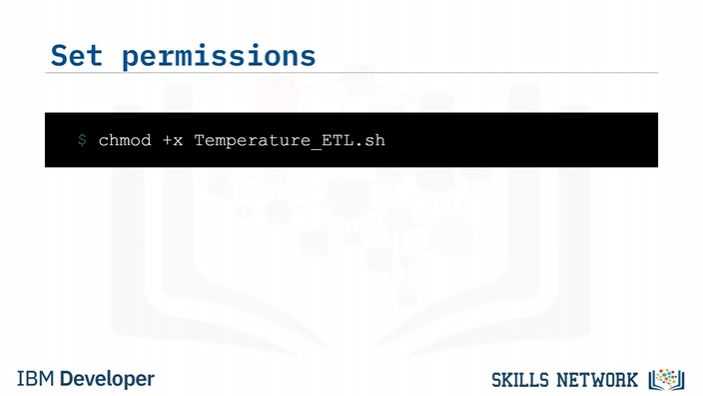 Set permissions
$ chmod +x Temperature_ETL.sh
IBM Developer
SKILLS NETWORK